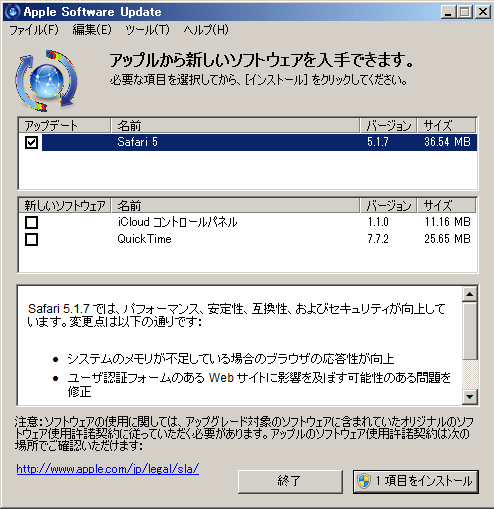 Apple Software Update
ファイル(F) 編集(E) ツール(T) ヘルプ(H)
アップルから新しいソフトウェアを入手できます。
必要な項目を選択してから、[インストール] をクリックしてください。
アップデート 名前 バージョン サイズ
Safari 5 5.1.7 36.54 MB
新しいソフトウェア 名前 バージョン サイズ
iCloud コントロールパネル 1.1.0 11.16 MB
QuickTime 7.7.2 25.65 MB
Safari 5.1.7 では、パフォーマンス、安定性、互換性、およびセキュリティが向上して
います。変更点は以下の通りです:
• システムのメモリが不足している場合のブラウザの応答性が向上
• ユーザ認証フォームのある Web サイトに影響を及ぼす可能性のある問題を
修正
注意:ソフトウェアの使用に関しては、アップグレード対象のソフトウェアに含まれていたオリジナルのソフ
トウェア使用許諾契約に従っていただく必要があります。アップルのソフトウェア使用許諾契約は次の
場所でご確認いただけます:
http://www.apple.com/jp/legal/sla/
終了
1 項目をインストール